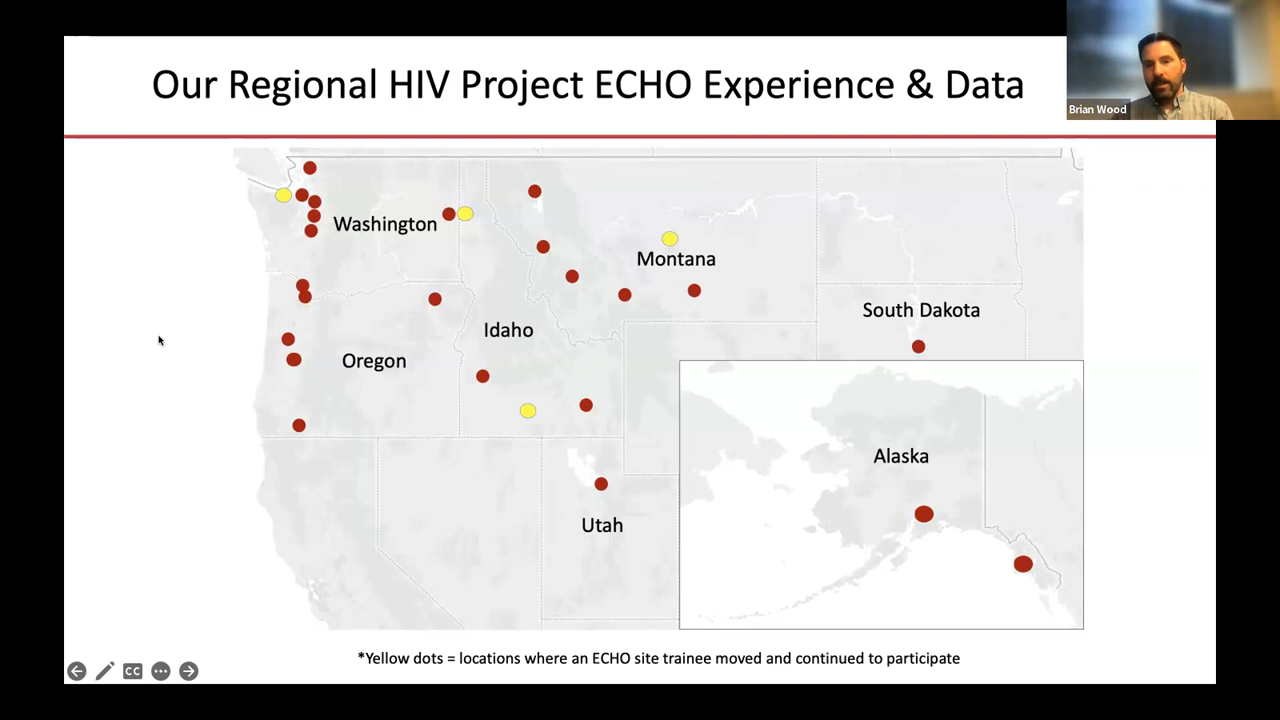 Our Regional HIV Project ECHO Experience & Data
Brian Wood
Washington
Montana
South Dakota
Idaho
Oregon
Alaska
Utah
*Yellow dots = locations where an ECHO site trainee moved and continued to participate
CC